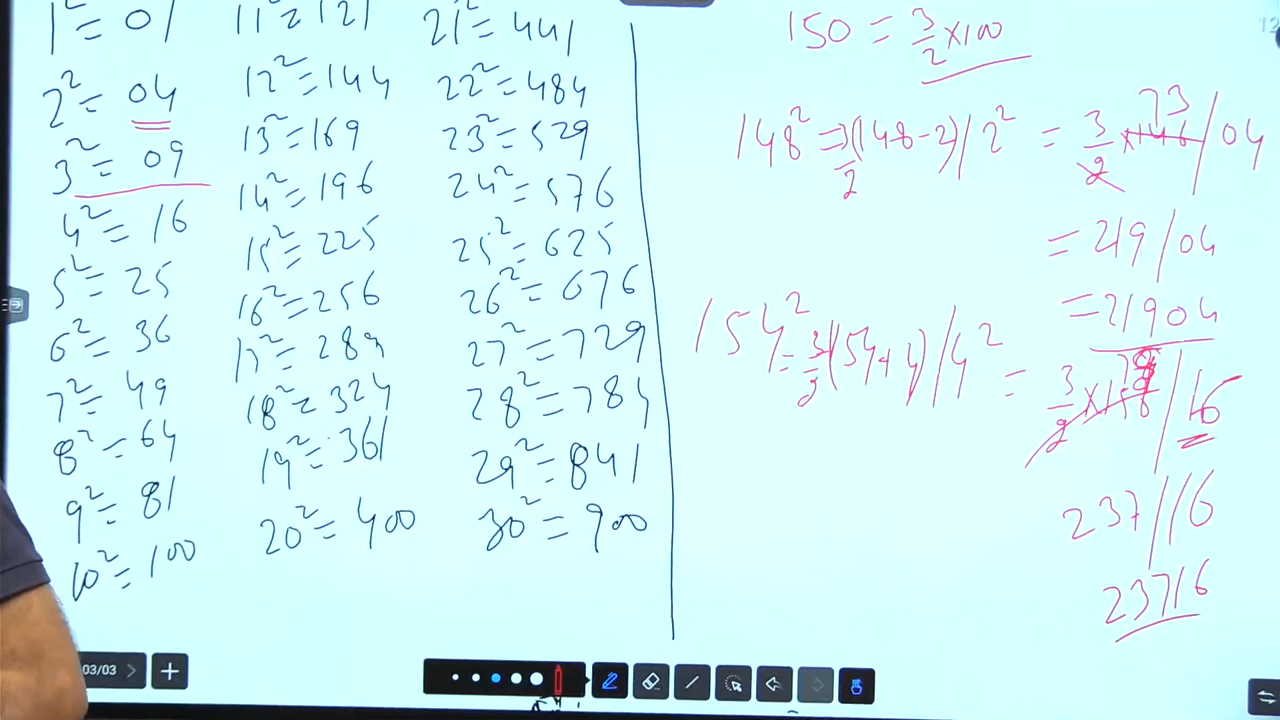 1² = 01
2² = 04
3² = 09
4² = 16
5² = 25
6² = 36
7² = 49
8² = 64
9² = 81
10² = 100
11² = 121
12² = 144
13² = 169
14² = 196
15² = 225
16² = 256
17² = 289
18² = 324
19² = 361
20² = 400
21² = 441
22² = 484
23² = 529
24² = 576
25² = 625
26² = 676
27² = 729
28² = 784
29² = 841
30² = 900
150 = 3/2 × 100
148² = 3/2 (148-2) / 2² = 3/2 × 146 / 04
73
= 219 / 04
= 21904
154² = 3/2 (154+4) / 4² = 3/2 × 158 / 16
79
237 / 16
23716
03/03